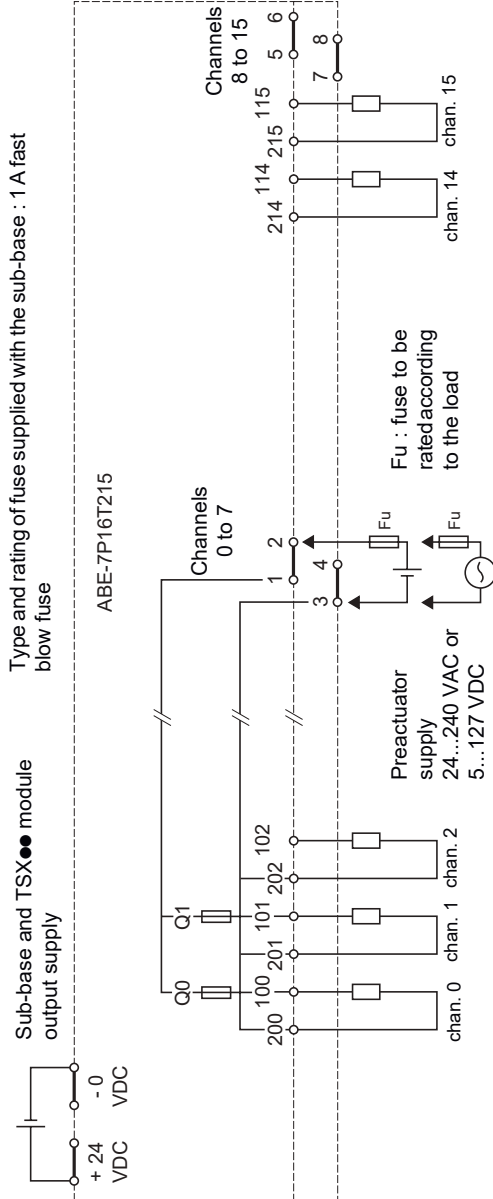 Type and rating of fuse supplied with the sub-base : 1 A fast
blow fuse
Sub-base and TSX●● module
output supply
+ 24
VDC
- 0
VDC
ABE-7P16T215
Channels
0 to 7
Channels
8 to 15
Q0
Q1
200
100
201
101
202
102
1
2
3
4
214
114
215
115
5
6
7
8
chan. 0
chan. 1
chan. 2
chan. 14
chan. 15
Preactuator
supply
24...240 VAC or
5...127 VDC
Fu
Fu
Fu : fuse to be
rated according
to the load